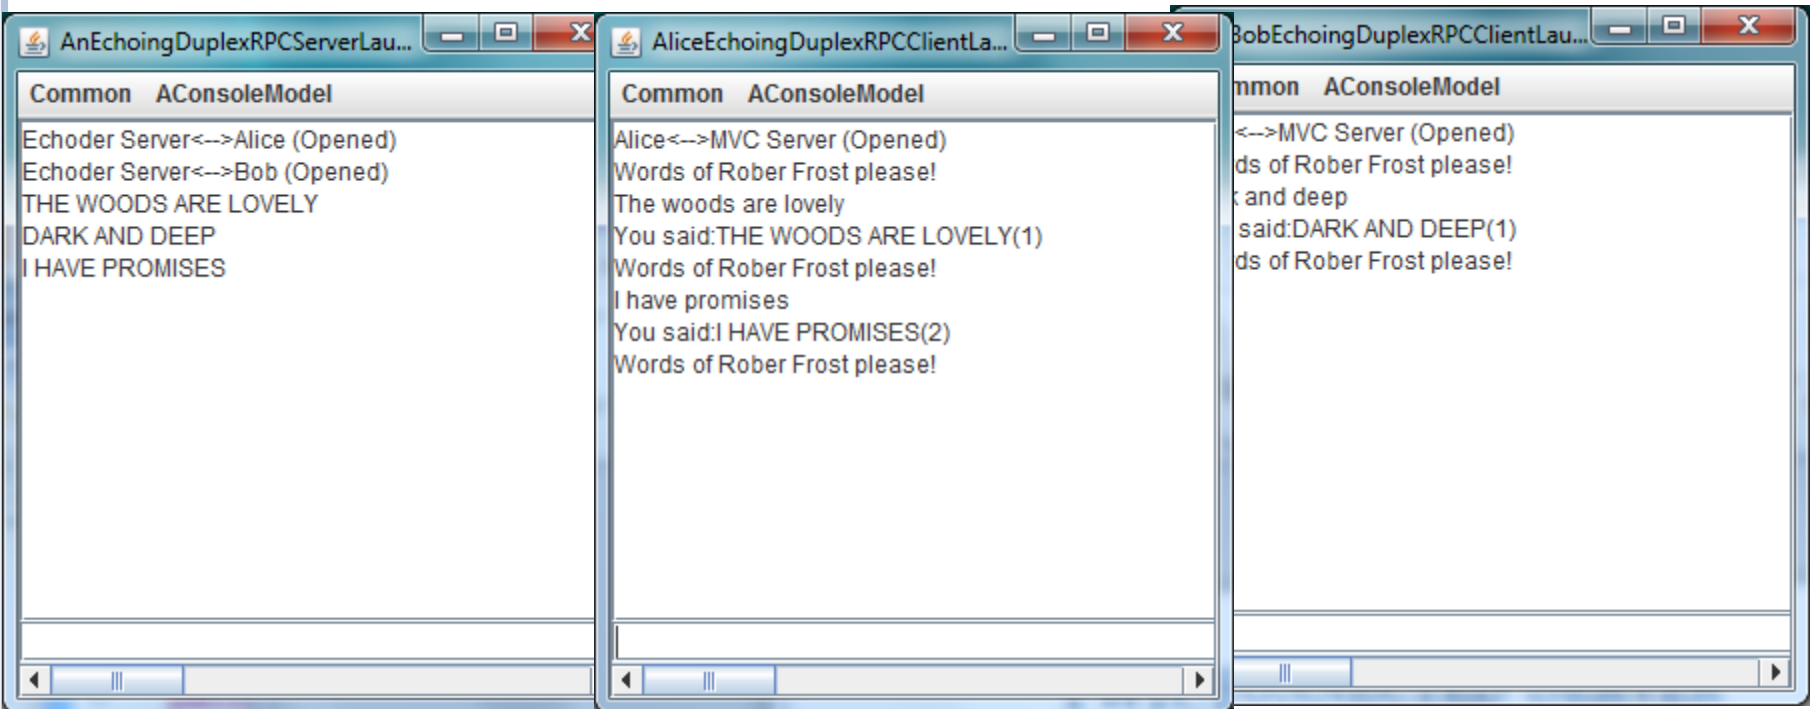 AnEchoingDuplexRPCServerLau...
Common AConsoleModel
Echoder Server<-->Alice (Opened)
Echoder Server<-->Bob (Opened)
THE WOODS ARE LOVELY
DARK AND DEEP
I HAVE PROMISES
AliceEchoingDuplexRPCClientLa...
Common AConsoleModel
Alice<-->MVC Server (Opened)
Words of Rober Frost please!
The woods are lovely
You said:THE WOODS ARE LOVELY(1)
Words of Rober Frost please!
I have promises
You said:I HAVE PROMISES(2)
Words of Rober Frost please!
BobEchoingDuplexRPCClientLau...
mmon AConsoleModel
<-->MVC Server (Opened)
ds of Rober Frost please!
and deep
said:DARK AND DEEP(1)
ds of Rober Frost please!